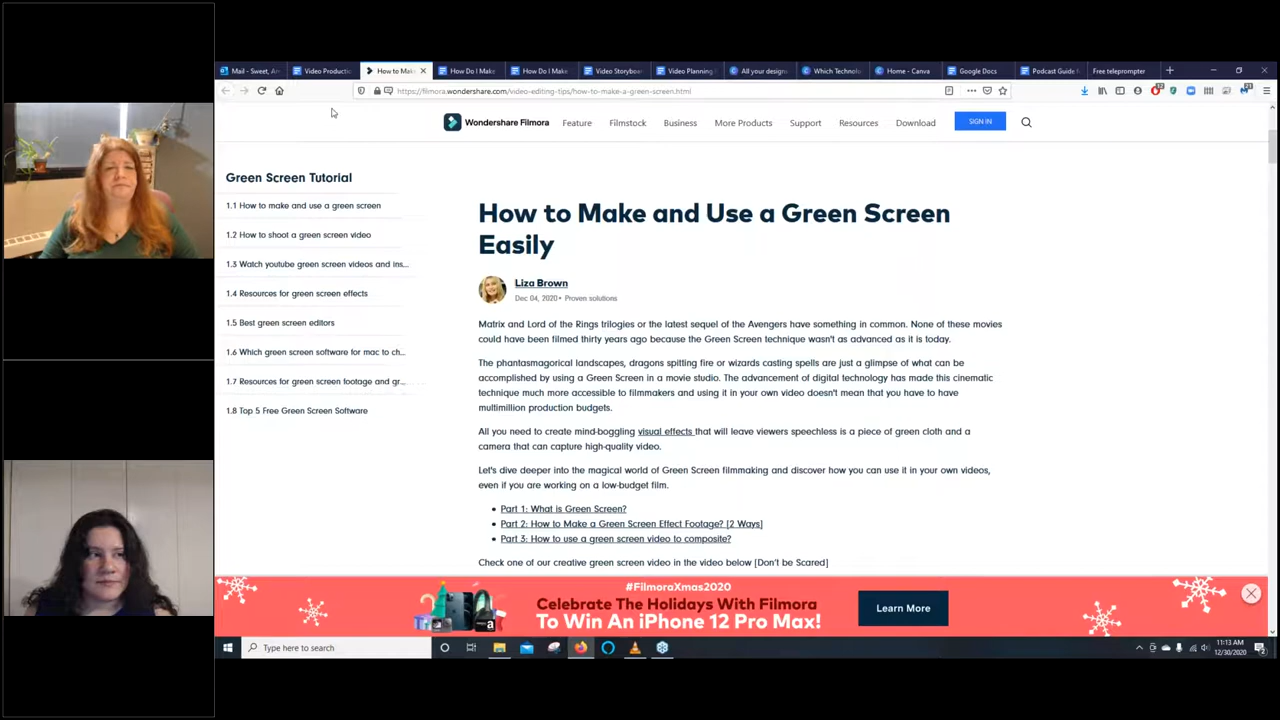 Mail - Sweet, An
Video Productio
How to Make
How Do I Make
How Do I Make
Video Storyboa
Video Planning
All your design
Which Technolo
Home - Canva
Google Docs
Podcast Guide
Free teleprompter
https://filmora.wondershare.com/video-editing-tips/how-to-make-a-green-screen.html
Wondershare Filmora
Feature
Filmstock
Business
More Products
Support
Resources
Download
SIGN IN
Green Screen Tutorial
1.1 How to make and use a green screen
1.2 How to shoot a green screen video
1.3 Watch youtube green screen videos and ins...
1.4 Resources for green screen effects
1.5 Best green screen editors
1.6 Which green screen software for mac to ch...
1.7 Resources for green screen footage and gr...
1.8 Top 5 Free Green Screen Software
How to Make and Use a Green Screen
Easily
Liza Brown
Dec 04, 2020• Proven solutions
Matrix and Lord of the Rings trilogies or the latest sequel of the Avengers have something in common. None of these movies
could have been filmed thirty years ago because the Green Screen technique wasn't as advanced as it is today.
The phantasmagorical landscapes, dragons spitting fire or wizards casting spells are just a glimpse of what can be
accomplished by using a Green Screen in a movie studio. The advancement of digital technology has made this cinematic
technique much more accessible to filmmakers and using it in your own video doesn't mean that you have to have
multimillion production budgets.
All you need to create mind-boggling visual effects that will leave viewers speechless is a piece of green cloth and a
camera that can capture high-quality video.
Let's dive deeper into the magical world of Green Screen filmmaking and discover how you can use it in your own videos,
even if you are working on a low-budget film.
• Part 1: What is Green Screen?
• Part 2: How to Make a Green Screen Effect Footage? [2 Ways]
• Part 3: How to use a green screen video to composite?
Check one of our creative green screen video in the video below [Don't be Scared]
#FilmoraXmas2020
Celebrate The Holidays With Filmora
To Win An iPhone 12 Pro Max!
Learn More
Type here to search
11:13 AM
12/30/2020